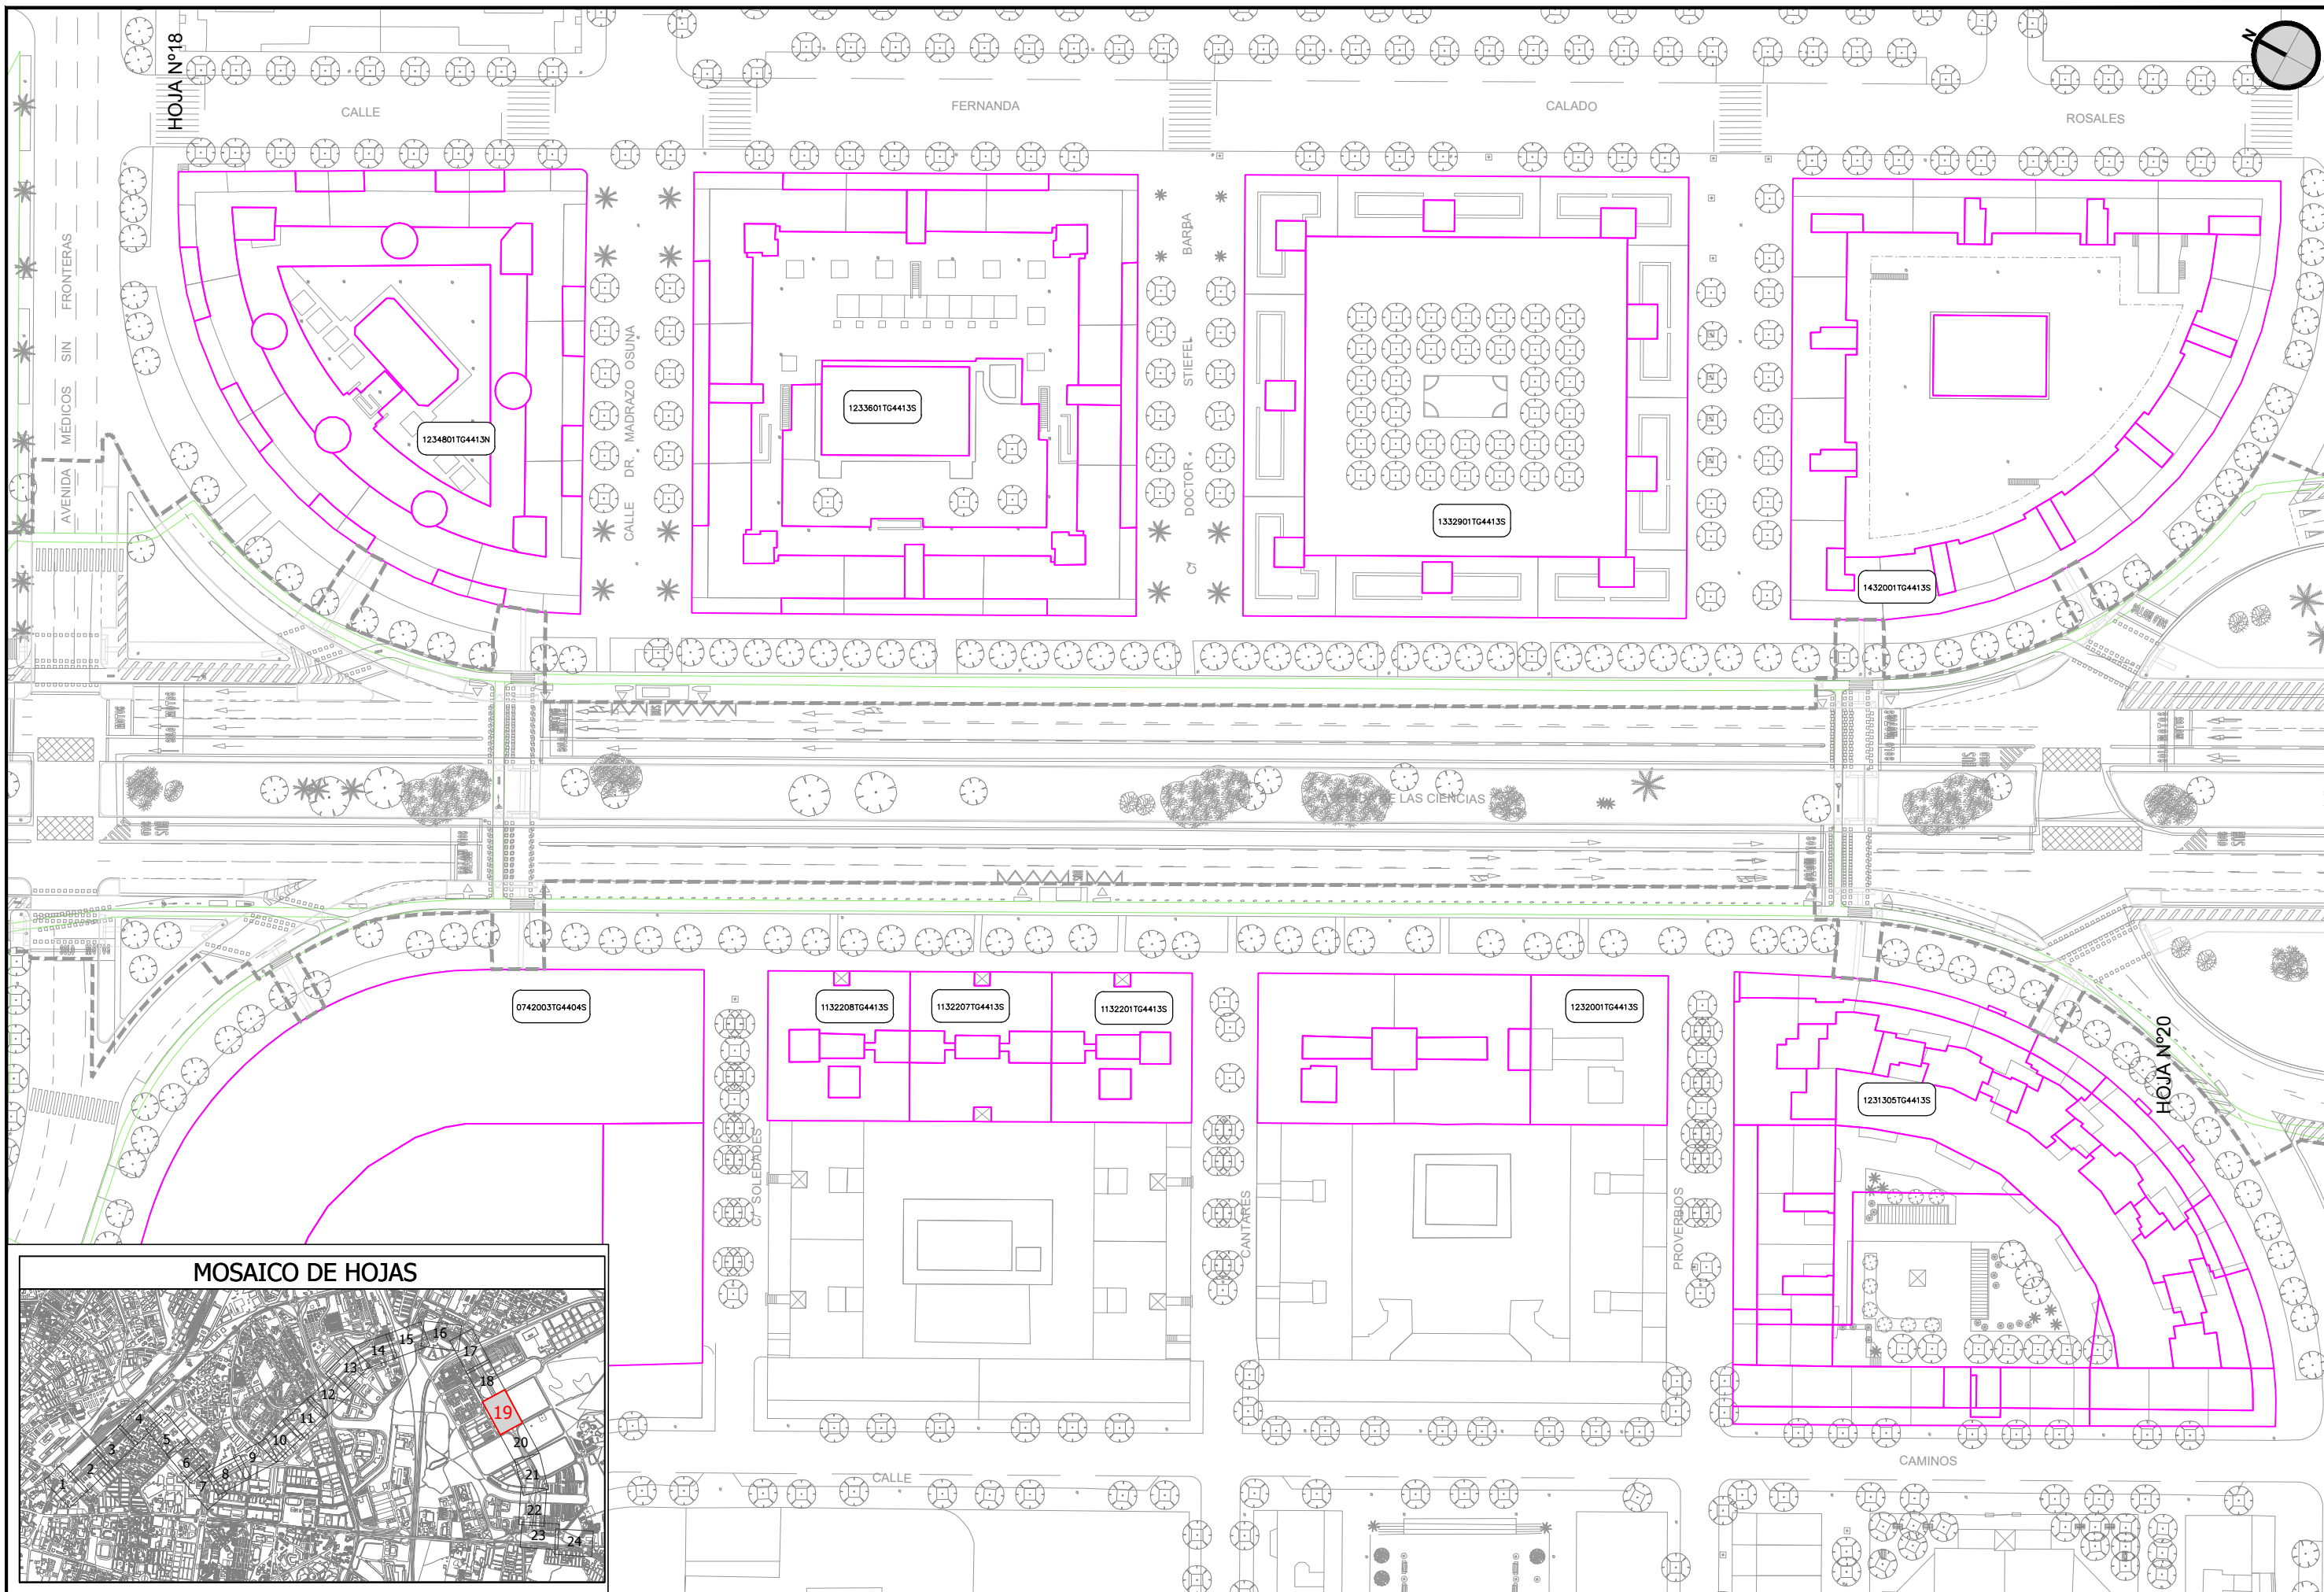 HOJA Nº18
N
CALLE
FERNANDA
CALADO
ROSALES
AVENIDA MÉDICOS SIN FRONTERAS
CALLE DR. MADRAZO OSUNA
C/ DOCTOR STIEFEL BARBA
1234801TG4413N
1233601TG4413S
1332901TG4413S
1432001TG4413S
BUS
DE LAS CIENCIAS
0742003TG4404S
1132208TG4413S
1132207TG4413S
1132201TG4413S
1232001TG4413S
1231305TG4413S
HOJA Nº20
C/ SOLEDADES
CANTARES
PROVERBIOS
CALLE
CAMINOS
MOSAICO DE HOJAS
1
2
3
4
5
6
7
8
9
10
11
12
13
14
15
16
17
18
19
20
21
22
23
24